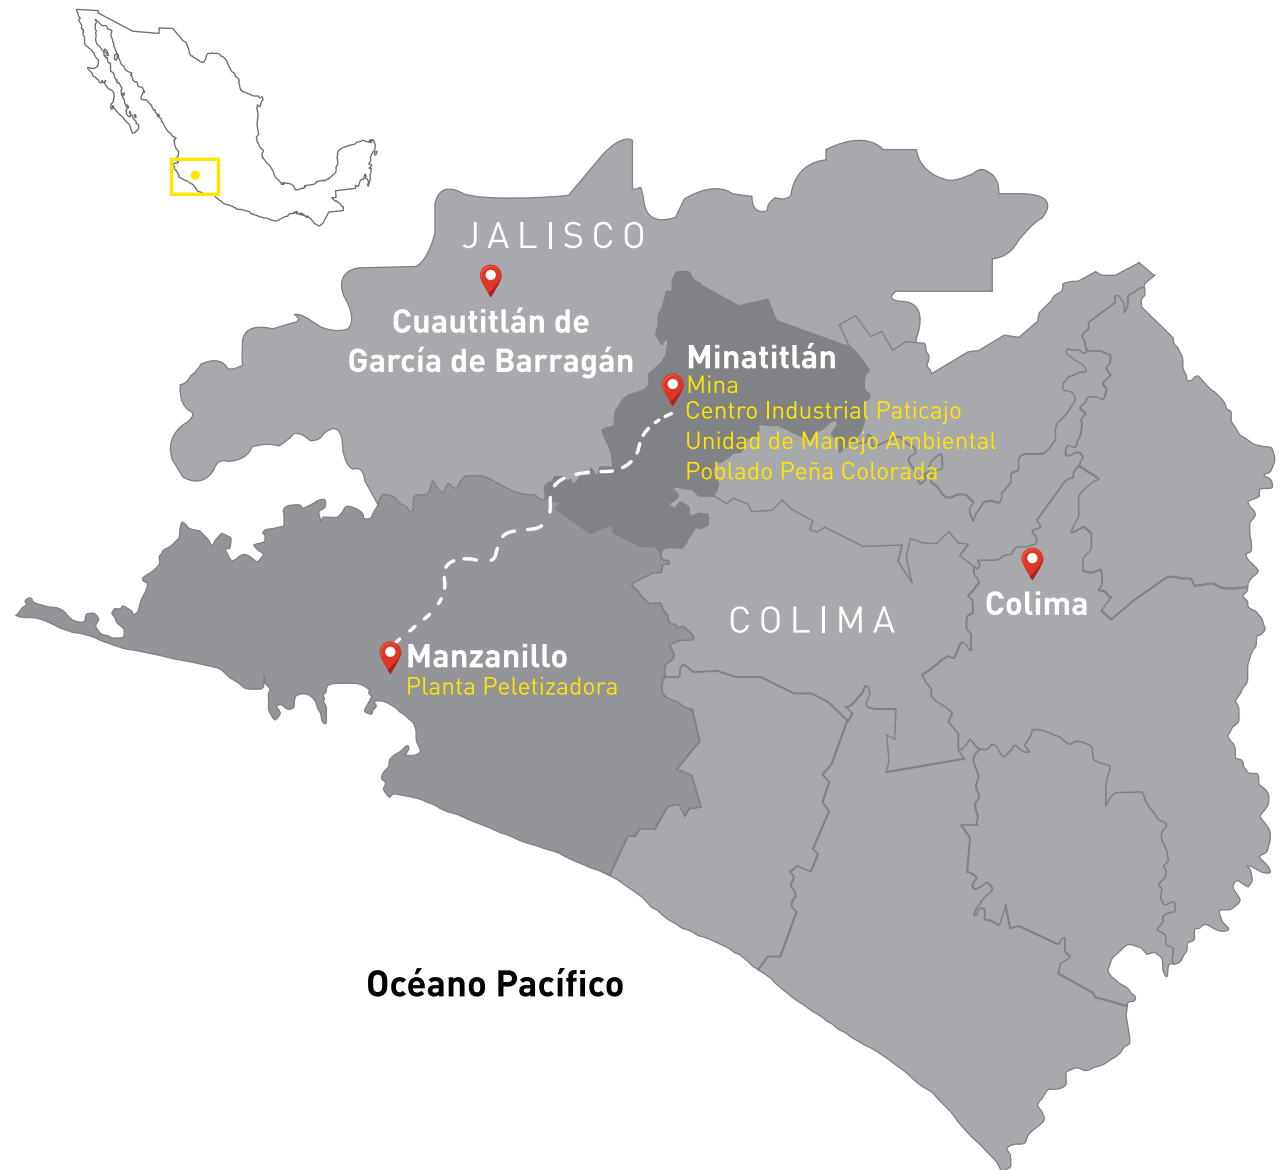 JALISCO
Cuautitlán de
García de Barragán
Minatitlán
Mina
Centro Industrial Paticajo
Unidad de Manejo Ambiental
Poblado Peña Colorada
Colima
COLIMA
Manzanillo
Planta Peletizadora
Océano Pacífico